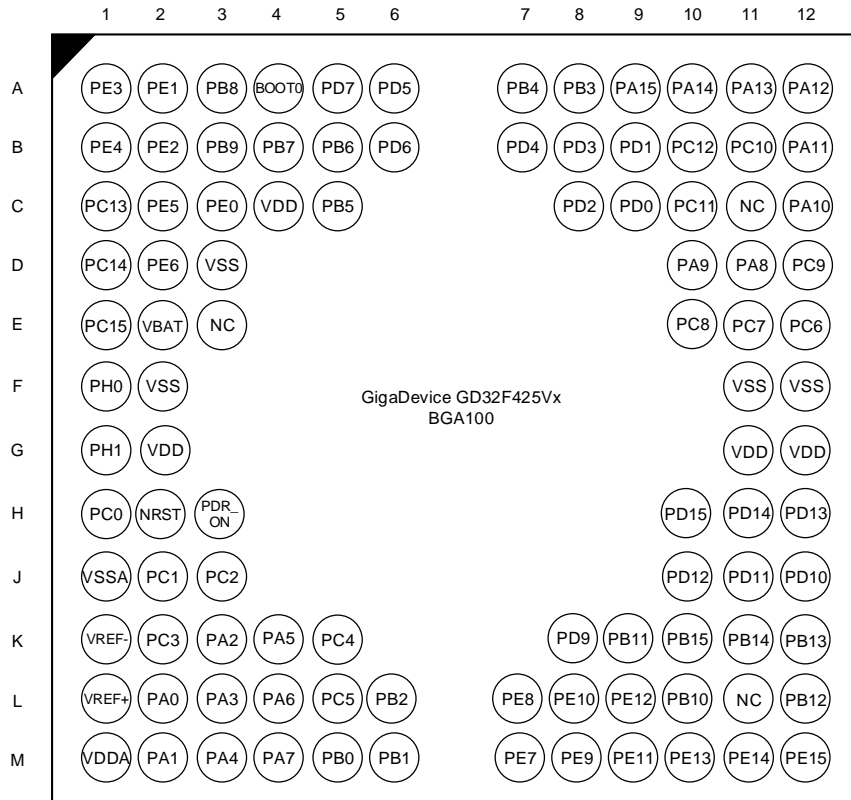 1 2 3 4 5 6 7 8 9 10 11 12
A PE3 PE1 PB8 BOOT0 PD7 PD5 PB4 PB3 PA15 PA14 PA13 PA12
B PE4 PE2 PB9 PB7 PB6 PD6 PD4 PD3 PD1 PC12 PC10 PA11
C PC13 PE5 PE0 VDD PB5 PD2 PD0 PC11 NC PA10
D PC14 PE6 VSS PA9 PA8 PC9
E PC15 VBAT NC PC8 PC7 PC6
F PH0 VSS VSS VSS
GigaDevice GD32F425Vx
BGA100
G PH1 VDD VDD VDD
H PC0 NRST PDR_ PD15 PD14 PD13
ON
J VSSA PC1 PC2 PD12 PD11 PD10
K VREF- PC3 PA2 PA5 PC4 PD9 PB11 PB15 PB14 PB13
L VREF+ PA0 PA3 PA6 PC5 PB2 PE8 PE10 PE12 PB10 NC PB12
M VDDA PA1 PA4 PA7 PB0 PB1 PE7 PE9 PE11 PE13 PE14 PE15